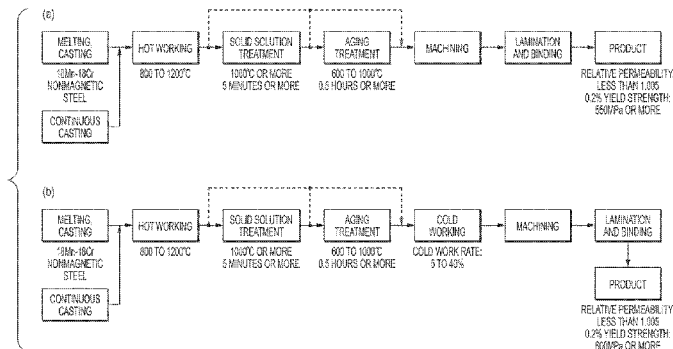 (a)
MELTING,
CASTING
18Mn-18Cr
NONMAGNETIC
STEEL
CONTINUOUS
CASTING
HOT WORKING
800 TO 1200°C
SOLID SOLUTION
TREATMENT
1000°C OR MORE
5 MINUTES OR MORE
AGING
TREATMENT
600 TO 1000°C
0.5 HOURS OR MORE
MACHINING
LAMINATION
AND BINDING
PRODUCT
RELATIVE PERMEABILITY:
LESS THAN 1.005
0.2% YIELD STRENGTH:
550MPa OR MORE
(b)
MELTING,
CASTING
18Mn-18Cr
NONMAGNETIC
STEEL
CONTINUOUS
CASTING
HOT WORKING
800 TO 1200°C
SOLID SOLUTION
TREATMENT
1000°C OR MORE
5 MINUTES OR MORE
AGING
TREATMENT
600 TO 1000°C
0.5 HOURS OR MORE
COLD
WORKING
COLD WORK RATE:
5 TO 40%
MACHINING
LAMINATION
AND BINDING
PRODUCT
RELATIVE PERMEABILITY:
LESS THAN 1.005
0.2% YIELD STRENGTH:
600MPa OR MORE